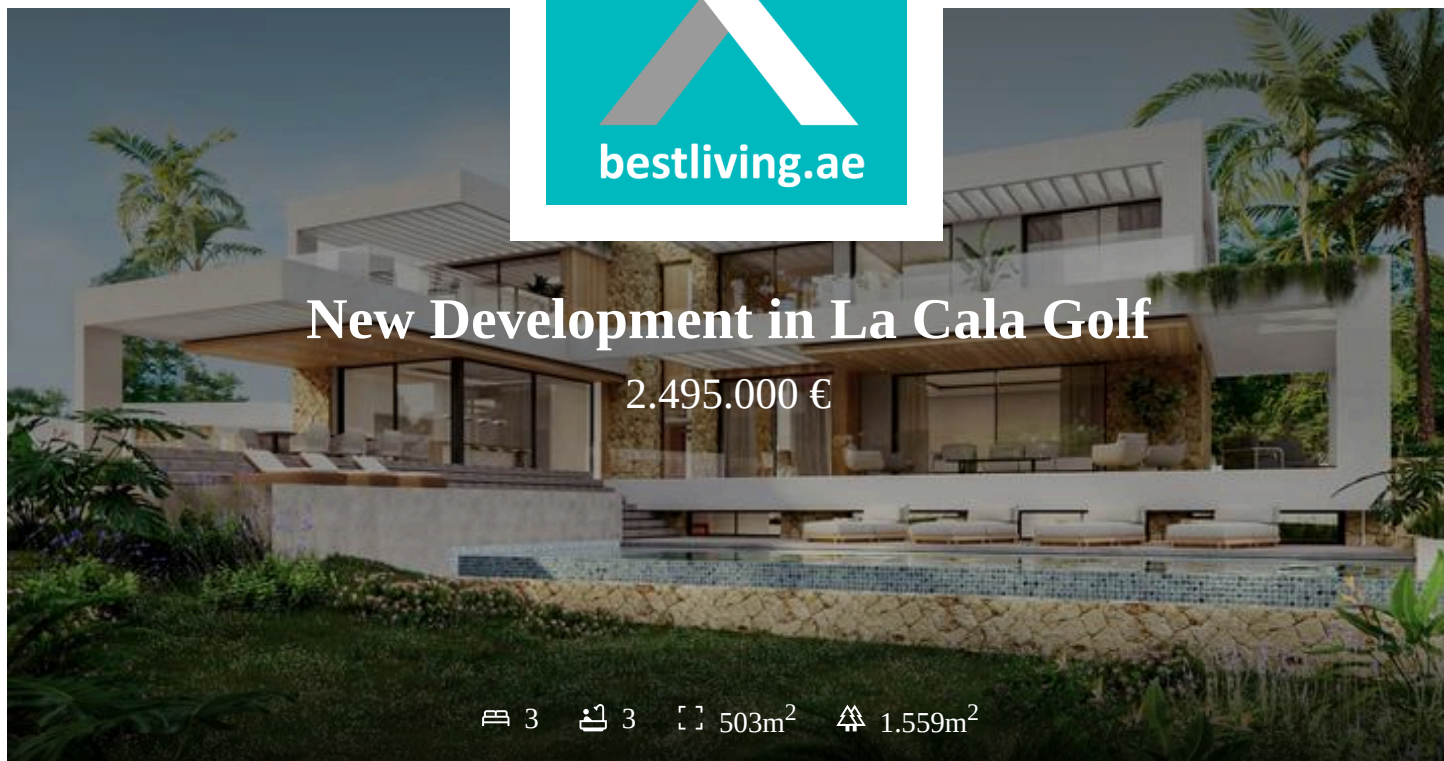 bestliving.ae
New Development in La Cala Golf
2.495.000 €
3 3 503m² 1.559m²